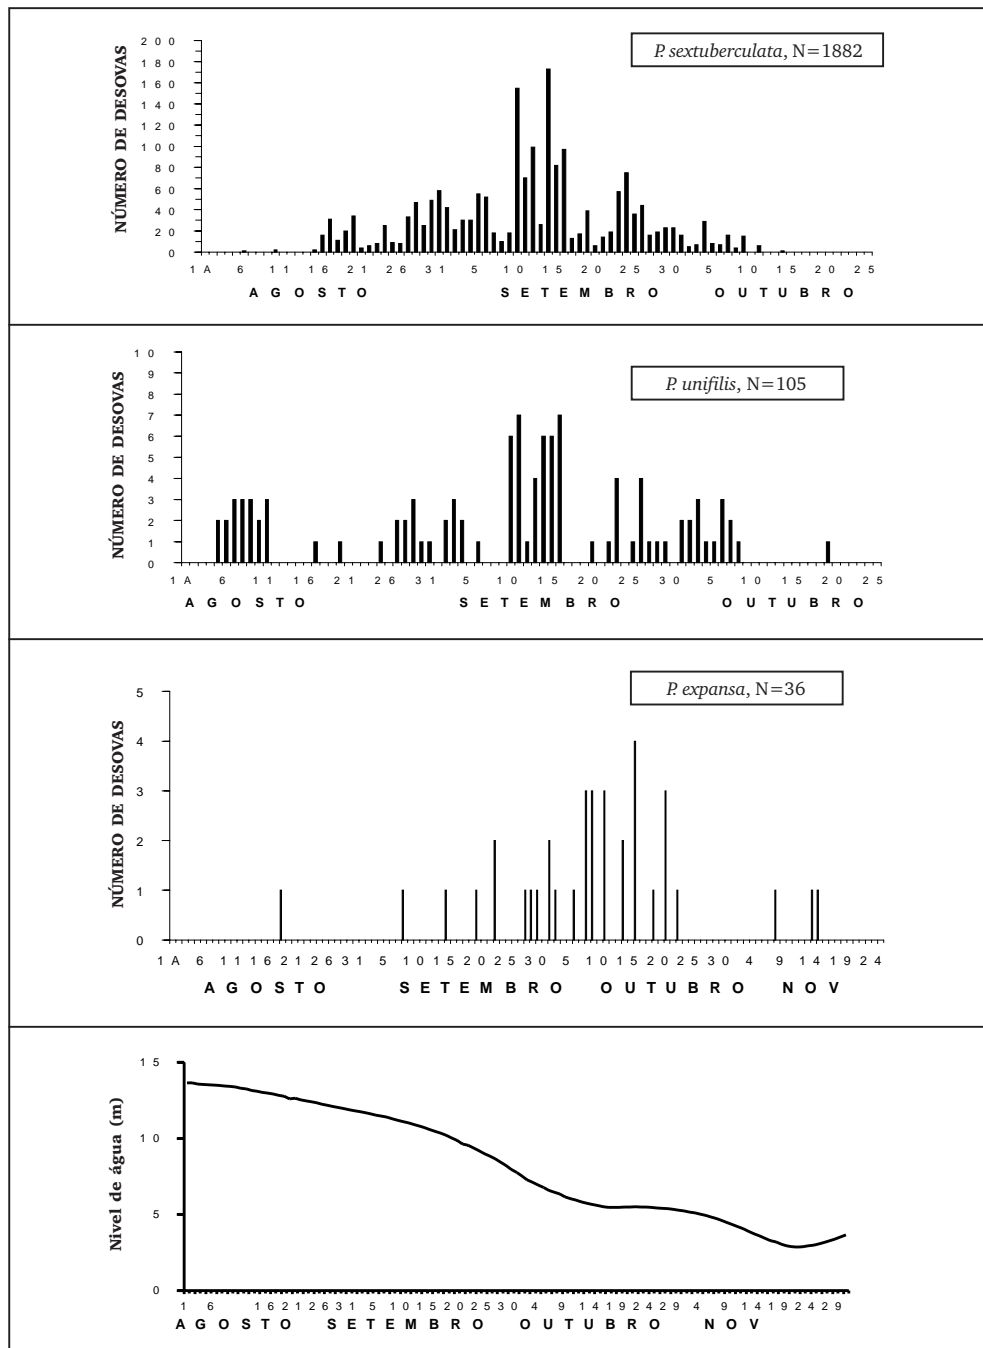 NÚMERO DE DESOVAS
200
180
160
140
120
100
80
60
40
20
0
P. sextuberculata, N=1882
1A 6 11 16 21 26 31 5 10 15 20 25 30 5 10 15 20 25
AGOSTO SETEMBRO OUTUBRO
NÚMERO DE DESOVAS
10
9
8
7
6
5
4
3
2
1
0
P. unifilis, N=105
1A 6 11 16 21 26 31 5 10 15 20 25 30 5 10 15 20 25
AGOSTO SETEMBRO OUTUBRO
NÚMERO DE DESOVAS
5
4
3
2
1
0
P. expansa, N=36
1A 6 11 16 21 26 31 5 10 15 20 25 30 5 10 15 20 25 30 4 9 14 19 24
AGOSTO SETEMBRO OUTUBRO NOV
Nivel de água (m)
15
10
5
0
1 6 16 21 26 31 5 10 15 20 25 30 4 9 14 19 24 29 4 9 14 19 24 29
AGOSTO SETEMBRO OUTUBRO NOV